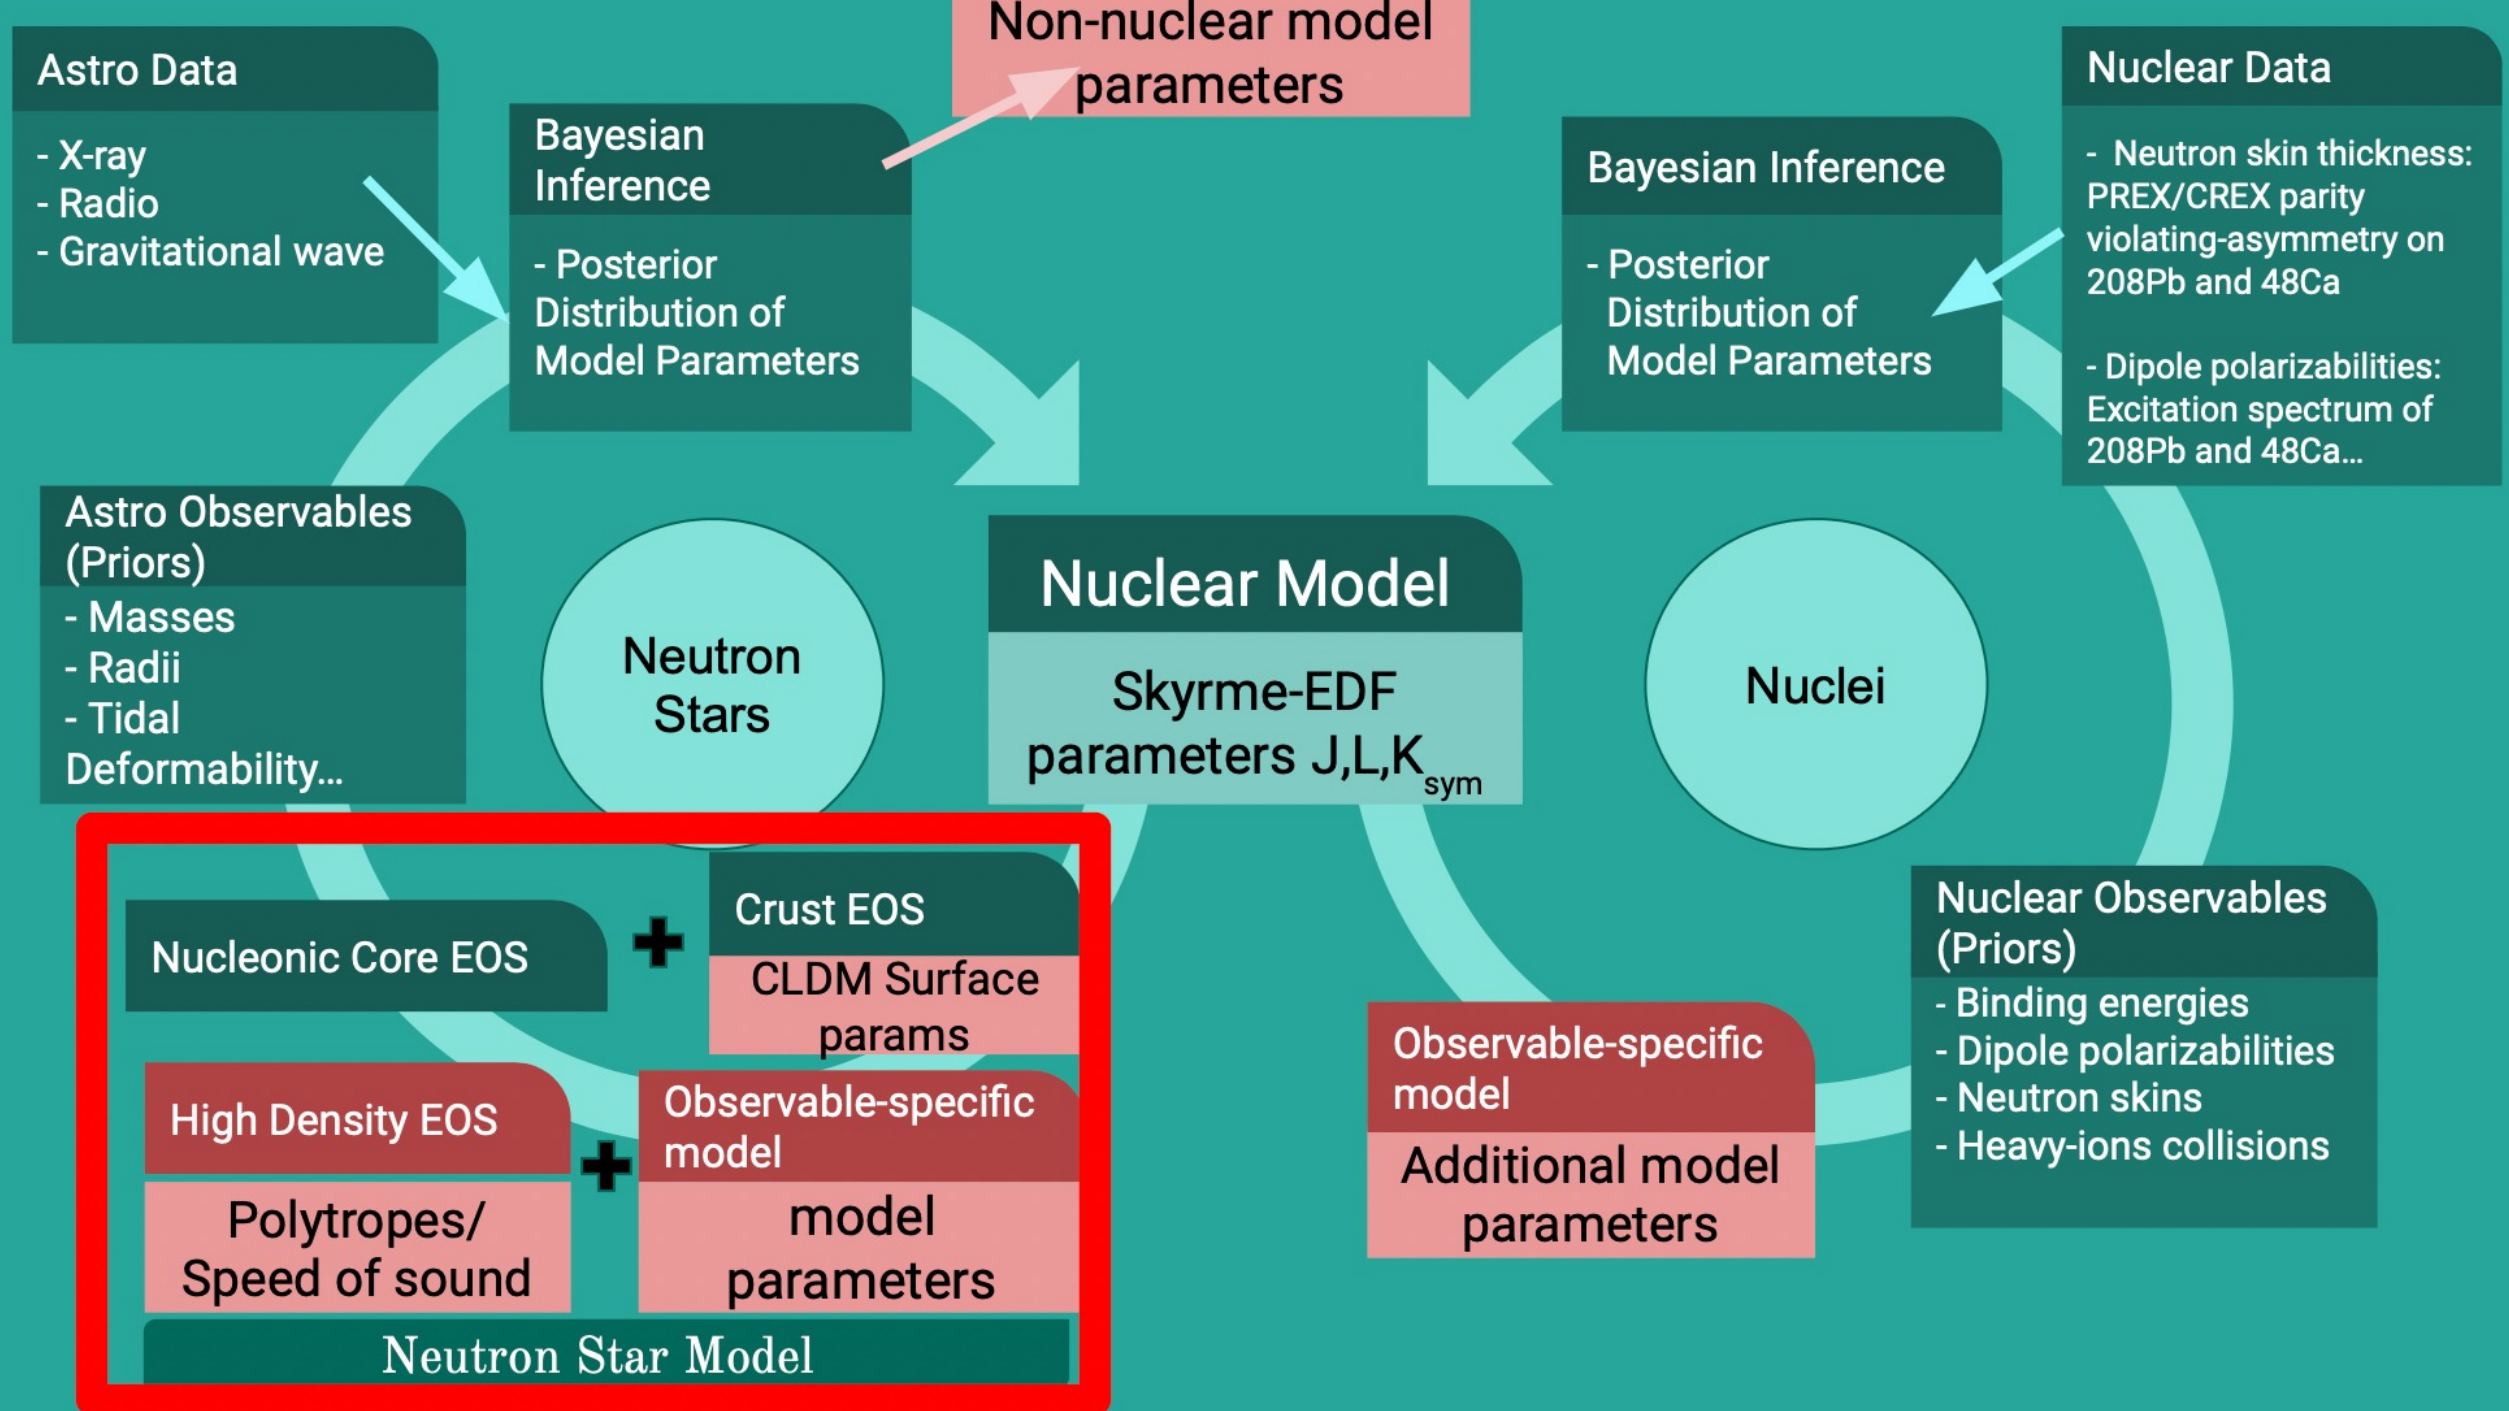 Non-nuclear model
parameters
Astro Data
- X-ray
- Radio
- Gravitational wave
Bayesian
Inference
- Posterior
Distribution of
Model Parameters
Bayesian Inference
- Posterior
Distribution of
Model Parameters
Nuclear Data
- Neutron skin thickness:
PREX/CREX parity
violating-asymmetry on
208Pb and 48Ca
- Dipole polarizabilities:
Excitation spectrum of
208Pb and 48Ca…
Astro Observables
(Priors)
- Masses
- Radii
- Tidal
Deformability…
Neutron
Stars
Nuclear Model
Skyrme-EDF
parameters J,L,Ksym
Nuclei
Nucleonic Core EOS
Crust EOS
CLDM Surface
params
High Density EOS
Polytropes/
Speed of sound
Observable-specific
model
model
parameters
Neutron Star Model
Observable-specific
model
Additional model
parameters
Nuclear Observables
(Priors)
- Binding energies
- Dipole polarizabilities
- Neutron skins
- Heavy-ions collisions